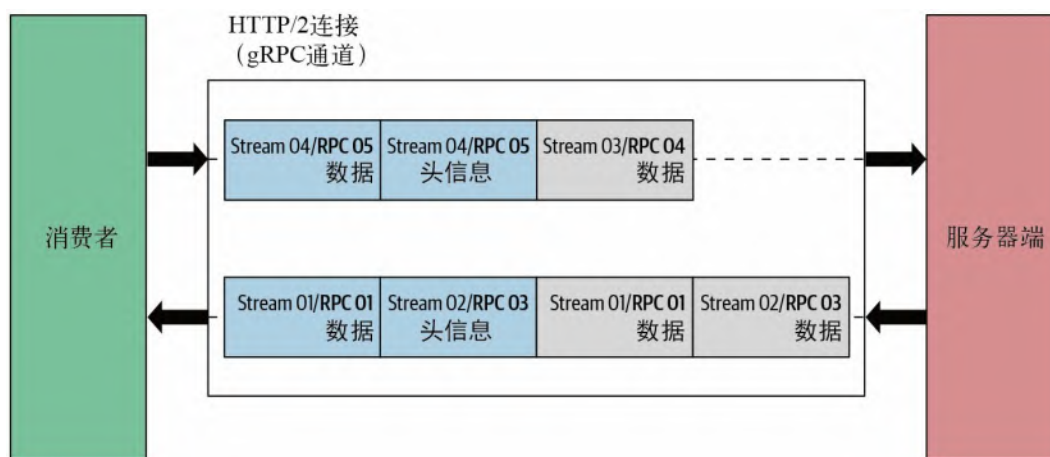 HTTP/2连接
（gRPC通道）
Stream 04/RPC 05
数据
Stream 04/RPC 05
头信息
Stream 03/RPC 04
数据
消费者
服务器端
Stream 01/RPC 01
数据
Stream 02/RPC 03
头信息
Stream 01/RPC 01
数据
Stream 02/RPC 03
数据